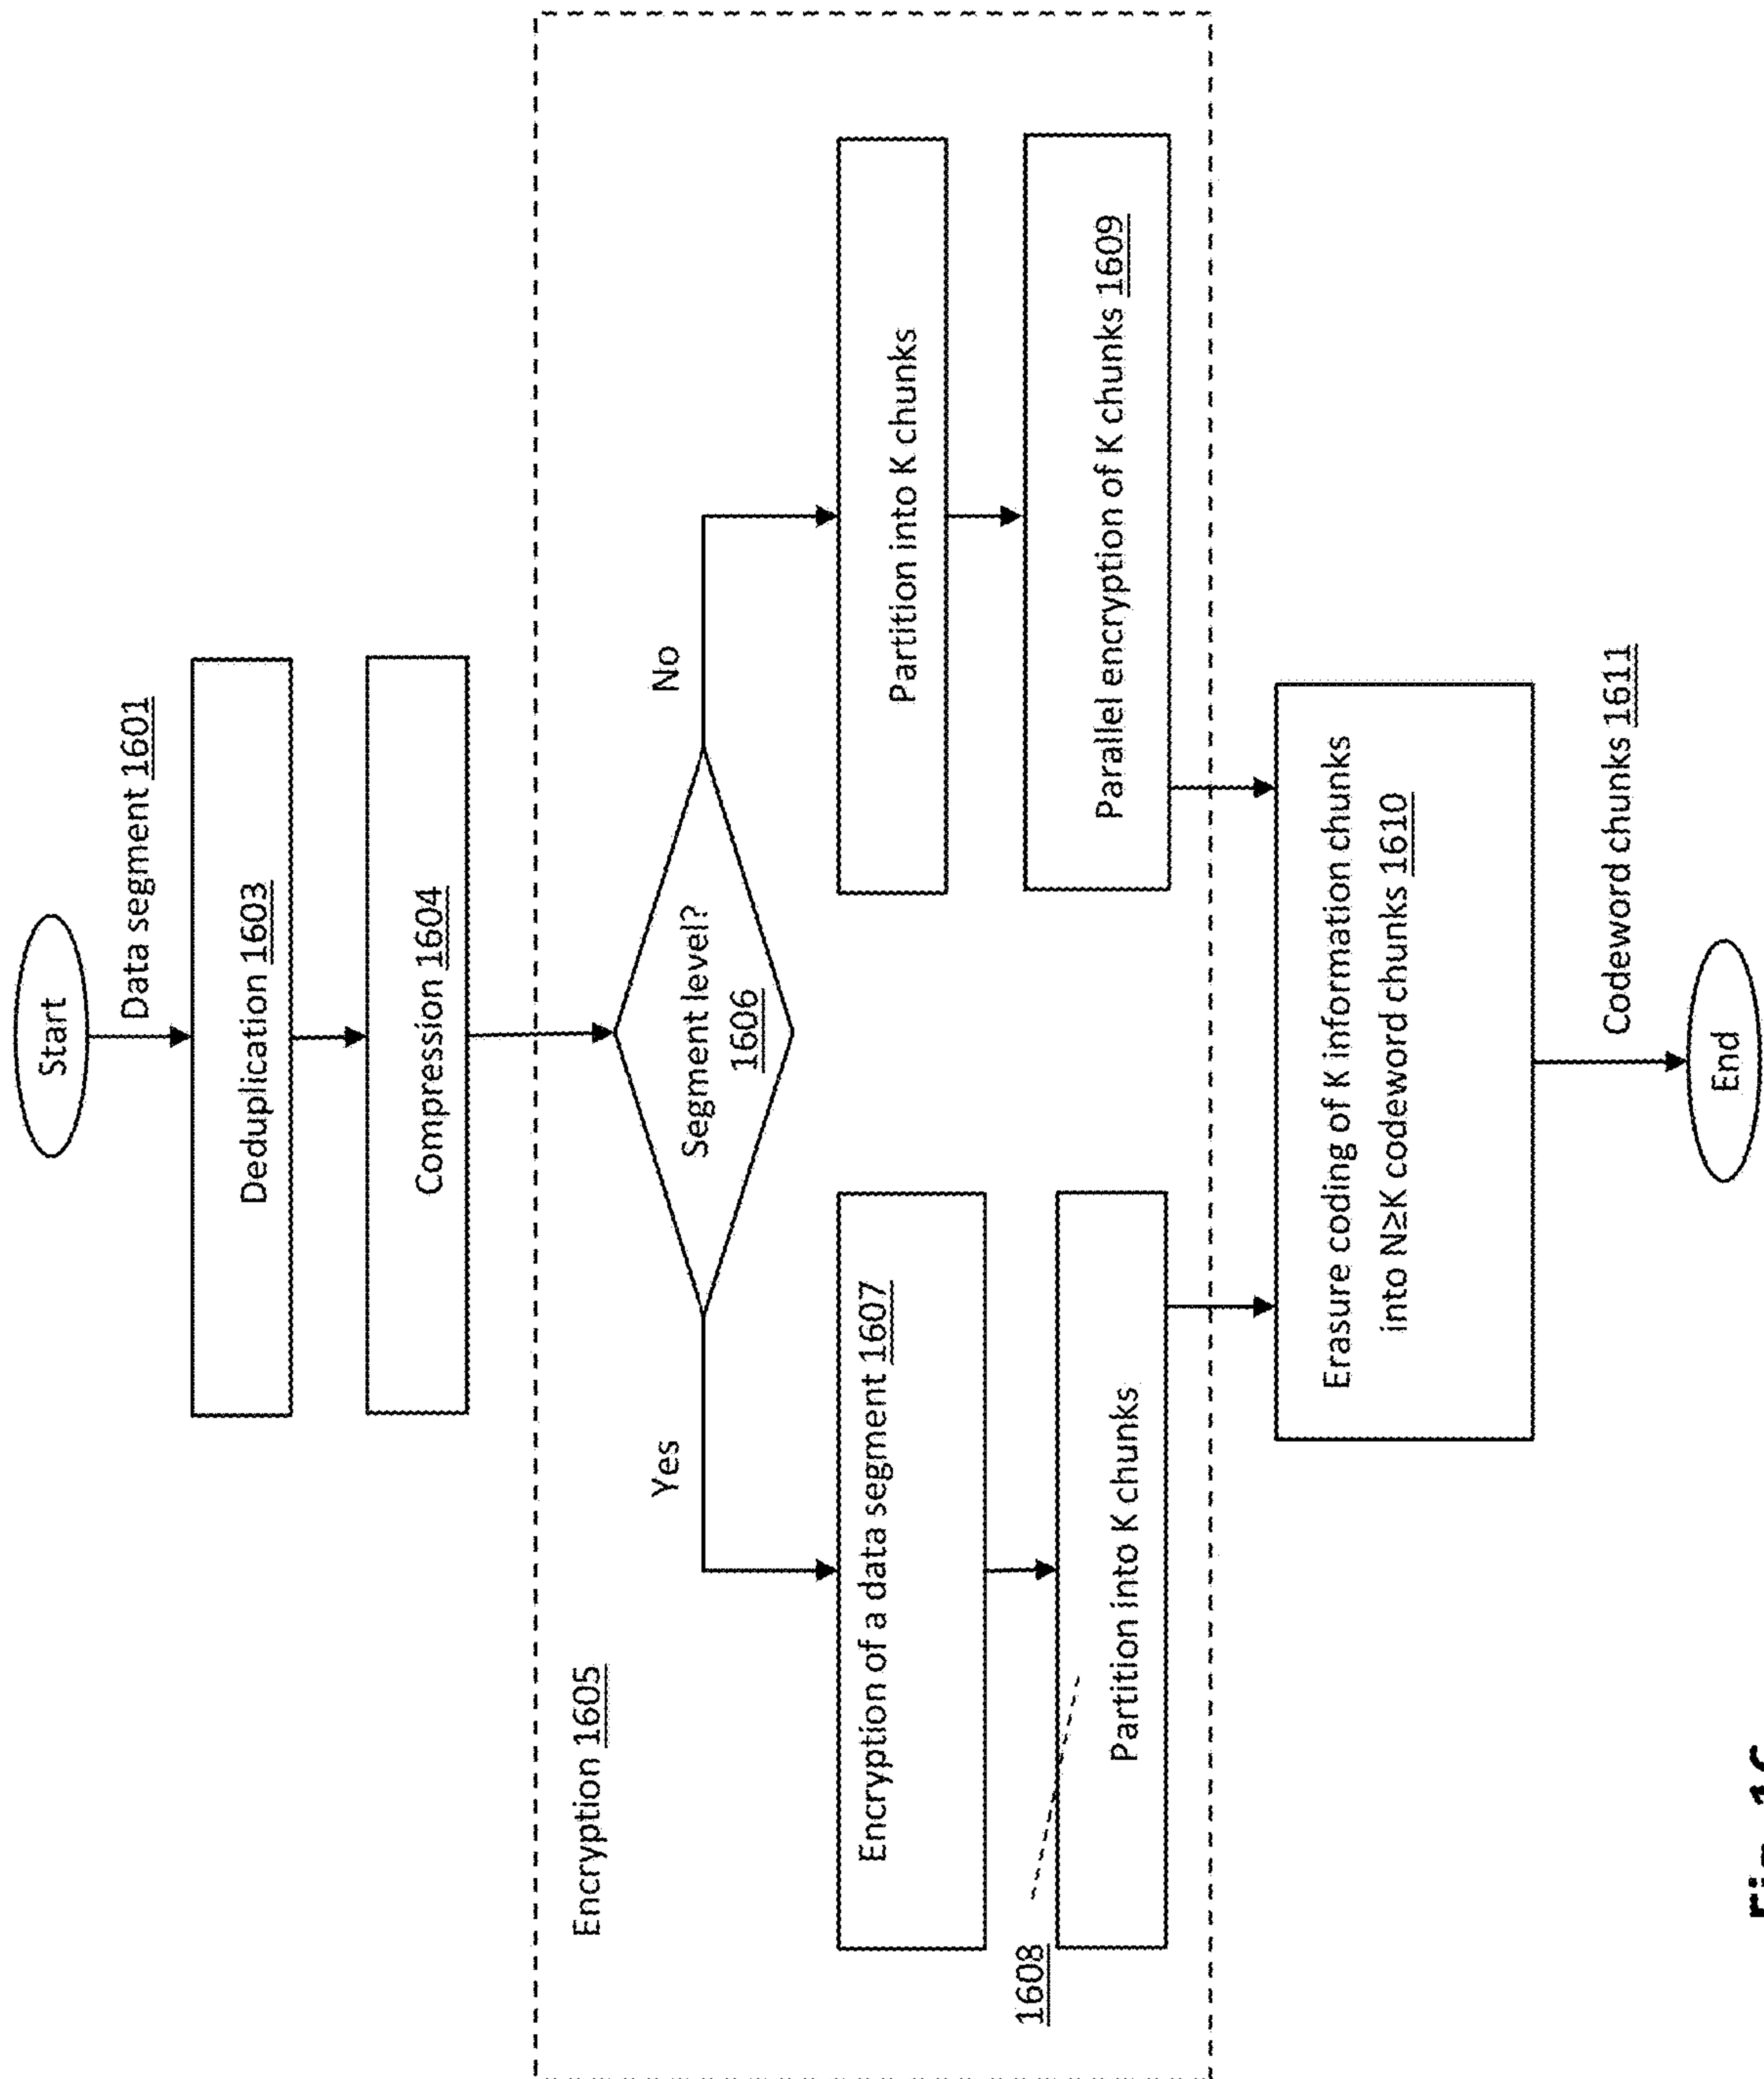 Start
Data segment 1601
Deduplication 1603
Compression 1604
Encryption 1605
Segment level?
1606
Yes
No
Encryption of a data segment 1607
Partition into K chunks
1608
Partition into K chunks
Parallel encryption of K chunks 1609
Erasure coding of K information chunks
into N≥K codeword chunks 1610
Codeword chunks 1611
End